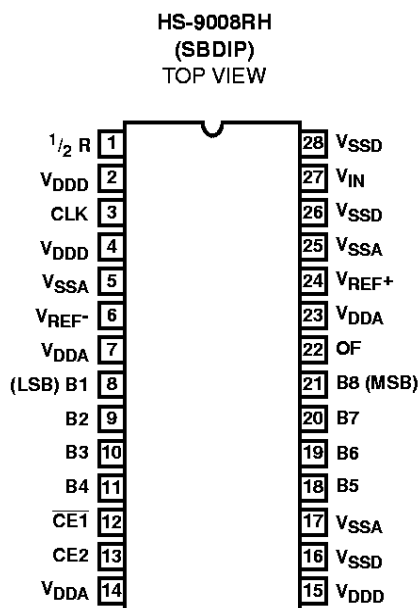 HS-9008RH
(SBDIP)
TOP VIEW
1/2 R 1 28 VSSD
VDDD 2 27 VIN
CLK 3 26 VSSD
VDDD 4 25 VSSA
VSSA 5 24 VREF+
VREF- 6 23 VDDA
VDDA 7 22 OF
(LSB) B1 8 21 B8 (MSB)
B2 9 20 B7
B3 10 19 B6
B4 11 18 B5
C̅E̅1̅ 12 17 VSSA
CE2 13 16 VSSD
VDDA 14 15 VDDD